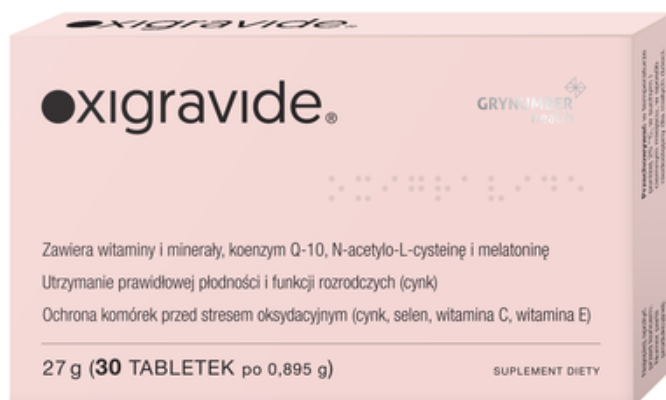 oxigravide®
oxigravide®
GRYNUMBER
Zawiera witaminy i minerały, koenzym Q-10, N-acetylo-L-cysteinę i melatoninę
Utrzymanie prawidłowej płodności i funkcji rozrodczych (cynk)
Ochrona komórek przed stresem oksydacyjnym (cynk, selen, witamina C, witamina E)
27 g (30 TABLETEK po 0,895 g)
SUPLEMENT DIETY